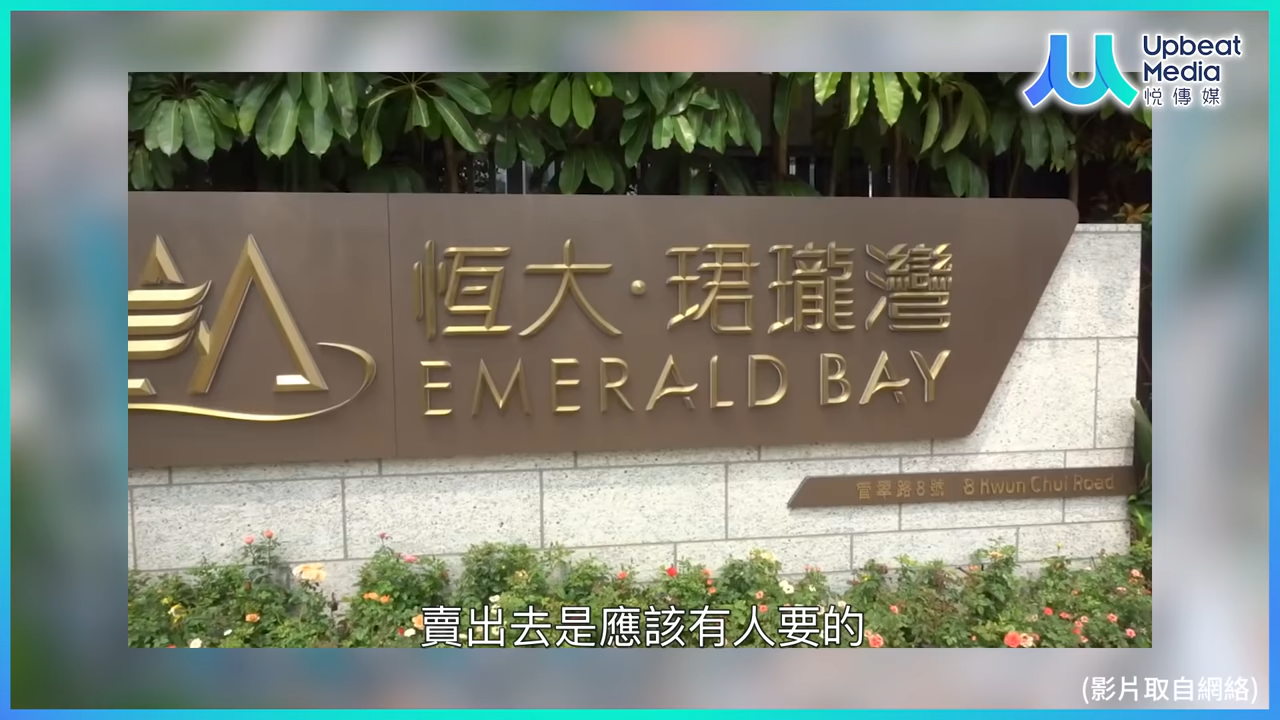 Upbeat
Media
悅傳媒
恆大·珺瓏灣
EMERALD BAY
管翠路8號 8 Kwun Chui Road
賣出去是應該有人要的
(影片取自網絡)